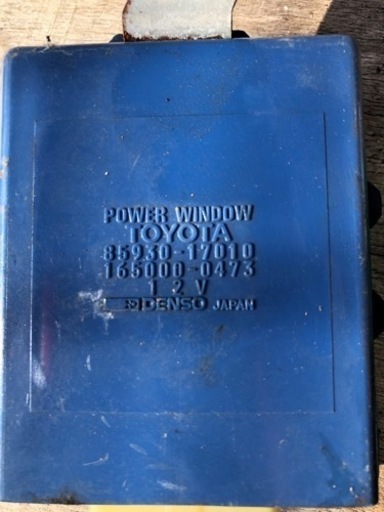 POWER WINDOW
TOYOTA
85930-17010
165000-0473
12V
DENSO JAPAN